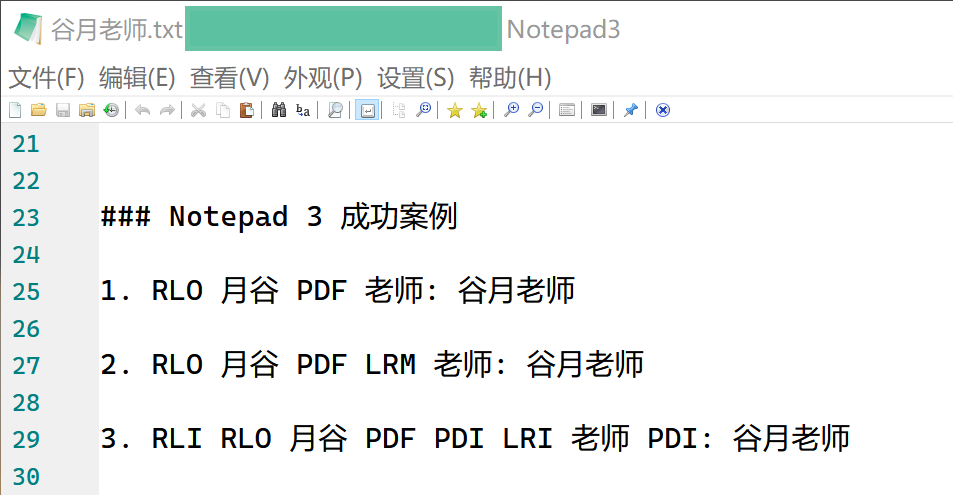 谷月老师.txt Notepad3
文件(F) 编辑(E) 查看(V) 外观(P) 设置(S) 帮助(H)
21
22
23 ### Notepad 3 成功案例
24
25 1. RLO 月谷 PDF 老师: 谷月老师
26
27 2. RLO 月谷 PDF LRM 老师: 谷月老师
28
29 3. RLI RLO 月谷 PDF PDI LRI 老师 PDI: 谷月老师
30